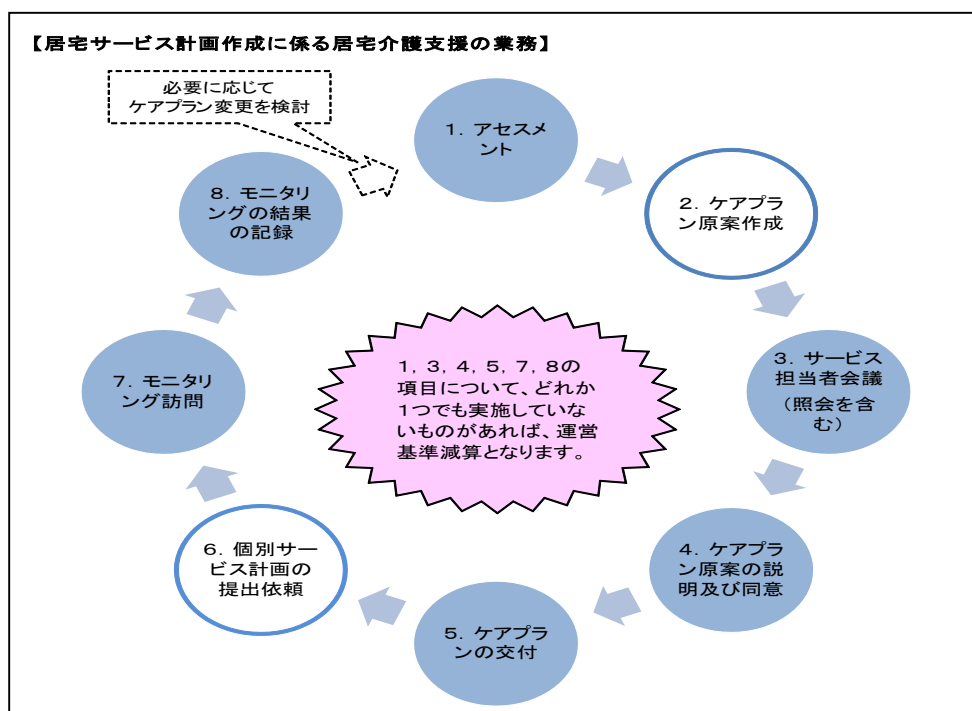 【居宅サービス計画作成に係る居宅介護支援の業務】
必要に応じて
ケアプラン変更を検討
1．アセスメ
ント
2．ケアプラ
ン原案作成
3．サービス
担当者会議
（照会を含
む）
4．ケアプラ
ン原案の説
明及び同意
5．ケアプラ
ンの交付
6．個別サー
ビス計画の
提出依頼
7．モニタリ
ング訪問
8．モニタリ
ングの結果
の記録
1，3，4，5，7，8の
項目について、どれか
1つでも実施していな
いものがあれば、運営
基準減算となります。